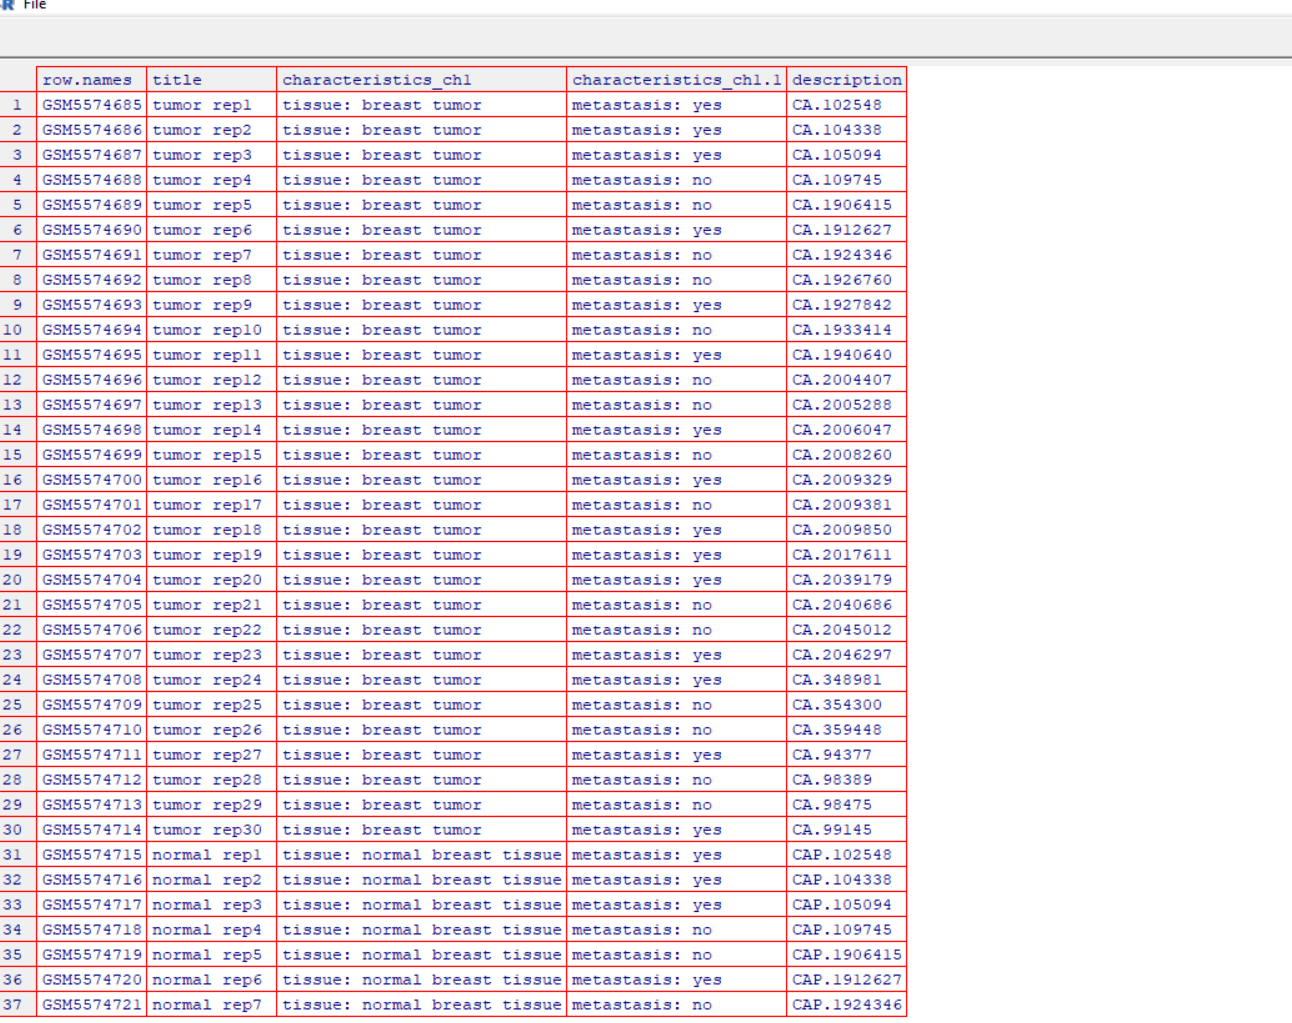 R File
row.names title characteristics_ch1 characteristics_ch1.1 description
1 GSM5574685 tumor rep1 tissue: breast tumor metastasis: yes CA.102548
2 GSM5574686 tumor rep2 tissue: breast tumor metastasis: yes CA.104338
3 GSM5574687 tumor rep3 tissue: breast tumor metastasis: yes CA.105094
4 GSM5574688 tumor rep4 tissue: breast tumor metastasis: no CA.109745
5 GSM5574689 tumor rep5 tissue: breast tumor metastasis: no CA.1906415
6 GSM5574690 tumor rep6 tissue: breast tumor metastasis: yes CA.1912627
7 GSM5574691 tumor rep7 tissue: breast tumor metastasis: no CA.1924346
8 GSM5574692 tumor rep8 tissue: breast tumor metastasis: no CA.1926760
9 GSM5574693 tumor rep9 tissue: breast tumor metastasis: yes CA.1927842
10 GSM5574694 tumor rep10 tissue: breast tumor metastasis: no CA.1933414
11 GSM5574695 tumor rep11 tissue: breast tumor metastasis: yes CA.1940640
12 GSM5574696 tumor rep12 tissue: breast tumor metastasis: no CA.2004407
13 GSM5574697 tumor rep13 tissue: breast tumor metastasis: no CA.2005288
14 GSM5574698 tumor rep14 tissue: breast tumor metastasis: yes CA.2006047
15 GSM5574699 tumor rep15 tissue: breast tumor metastasis: no CA.2008260
16 GSM5574700 tumor rep16 tissue: breast tumor metastasis: yes CA.2009329
17 GSM5574701 tumor rep17 tissue: breast tumor metastasis: no CA.2009381
18 GSM5574702 tumor rep18 tissue: breast tumor metastasis: yes CA.2009850
19 GSM5574703 tumor rep19 tissue: breast tumor metastasis: yes CA.2017611
20 GSM5574704 tumor rep20 tissue: breast tumor metastasis: yes CA.2039179
21 GSM5574705 tumor rep21 tissue: breast tumor metastasis: no CA.2040686
22 GSM5574706 tumor rep22 tissue: breast tumor metastasis: no CA.2045012
23 GSM5574707 tumor rep23 tissue: breast tumor metastasis: yes CA.2046297
24 GSM5574708 tumor rep24 tissue: breast tumor metastasis: yes CA.348981
25 GSM5574709 tumor rep25 tissue: breast tumor metastasis: no CA.354300
26 GSM5574710 tumor rep26 tissue: breast tumor metastasis: no CA.359448
27 GSM5574711 tumor rep27 tissue: breast tumor metastasis: yes CA.94377
28 GSM5574712 tumor rep28 tissue: breast tumor metastasis: no CA.98389
29 GSM5574713 tumor rep29 tissue: breast tumor metastasis: no CA.98475
30 GSM5574714 tumor rep30 tissue: breast tumor metastasis: yes CA.99145
31 GSM5574715 normal rep1 tissue: normal breast tissue metastasis: yes CAP.102548
32 GSM5574716 normal rep2 tissue: normal breast tissue metastasis: yes CAP.104338
33 GSM5574717 normal rep3 tissue: normal breast tissue metastasis: yes CAP.105094
34 GSM5574718 normal rep4 tissue: normal breast tissue metastasis: no CAP.109745
35 GSM5574719 normal rep5 tissue: normal breast tissue metastasis: no CAP.1906415
36 GSM5574720 normal rep6 tissue: normal breast tissue metastasis: yes CAP.1912627
37 GSM5574721 normal rep7 tissue: normal breast tissue metastasis: no CAP.1924346